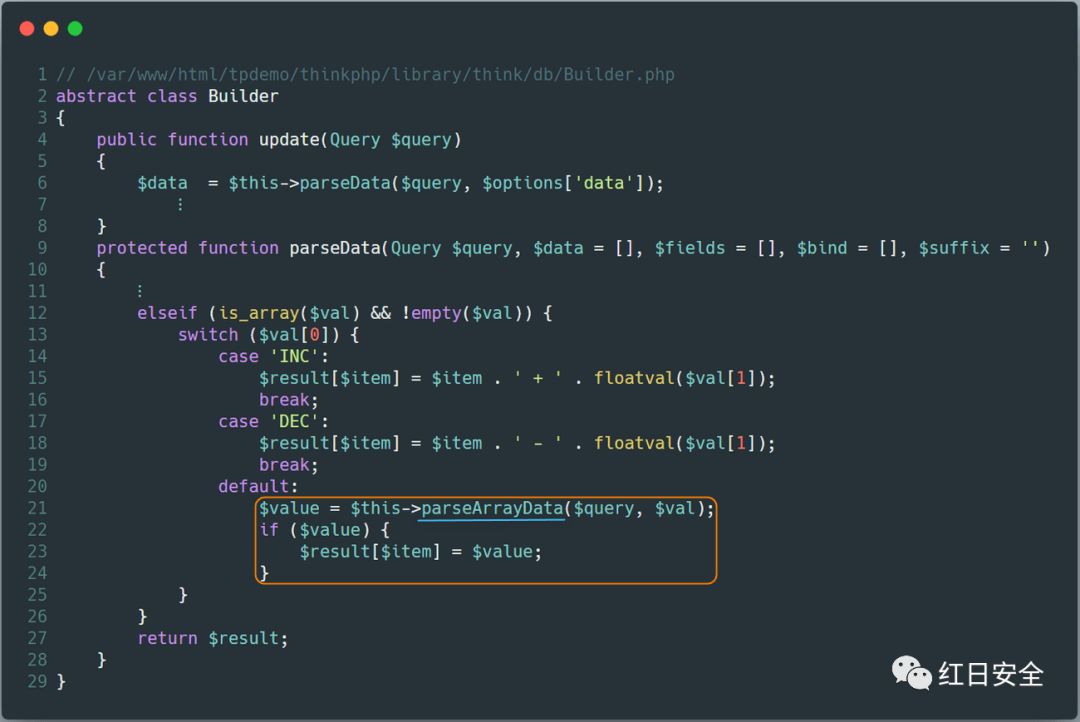 1 // /var/www/html/tpdemo/thinkphp/library/think/db/Builder.php
2 abstract class Builder
3 {
4     public function update(Query $query)
5     {
6         $data  = $this->parseData($query, $options['data']);
7             ⋮
8     }
9     protected function parseData(Query $query, $data = [], $fields = [], $bind = [], $suffix = '')
10     {
11         ⋮
12         elseif (is_array($val) && !empty($val)) {
13             switch ($val[0]) {
14                 case 'INC':
15                     $result[$item] = $item . ' + ' . floatval($val[1]);
16                     break;
17                 case 'DEC':
18                     $result[$item] = $item . ' - ' . floatval($val[1]);
19                     break;
20                 default:
21                     $value = $this->parseArrayData($query, $val);
22                     if ($value) {
23                         $result[$item] = $value;
24                     }
25             }
26         }
27         return $result;
28     }
29 }
红日安全